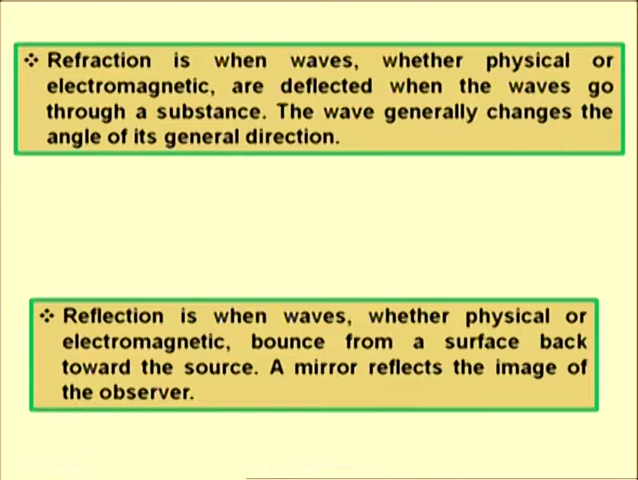 ❖ Refraction is when waves, whether physical or
electromagnetic, are deflected when the waves go
through a substance. The wave generally changes the
angle of its general direction.
❖ Reflection is when waves, whether physical or
electromagnetic, bounce from a surface back
toward the source. A mirror reflects the image of
the observer.